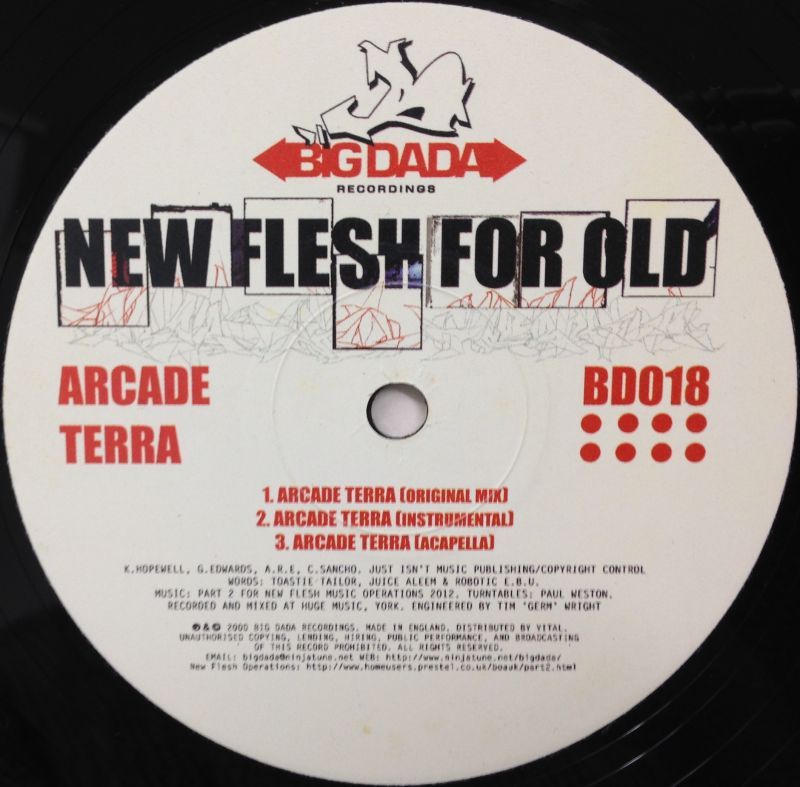 BIG DADA
RECORDINGS
NEW FLESH FOR OLD
ARCADE
TERRA
BD018
1. ARCADE TERRA (ORIGINAL MIX)
2. ARCADE TERRA (INSTRUMENTAL)
3. ARCADE TERRA (ACAPELLA)
K.HOPEWELL, G.EDWARDS, A.R.E, C.SANCHO. JUST ISN'T MUSIC PUBLISHING/COPYRIGHT CONTROL
WORDS: TOASTIE TAILOR, JUICE ALEEM & ROBOTIC E.B.U.
MUSIC: PART 2 FOR NEW FLESH MUSIC OPERATIONS 2012. TURNTABLES: PAUL WESTON.
RECORDED AND MIXED AT HUGE MUSIC, YORK. ENGINEERED BY TIM 'GERM' WRIGHT
℗ & © 2000 BIG DADA RECORDINGS. MADE IN ENGLAND. DISTRIBUTED BY VITAL.
UNAUTHORISED COPYING, LENDING, HIRING, PUBLIC PERFORMANCE, AND BROADCASTING
OF THIS RECORD PROHIBITED. ALL RIGHTS RESERVED.
EMAIL: bigdada@ninjatune.net WEB: http://www.ninjatune.net/bigdada/
New Flesh Operations: http://www.homeusers.prestel.co.uk/boauk/part2.html